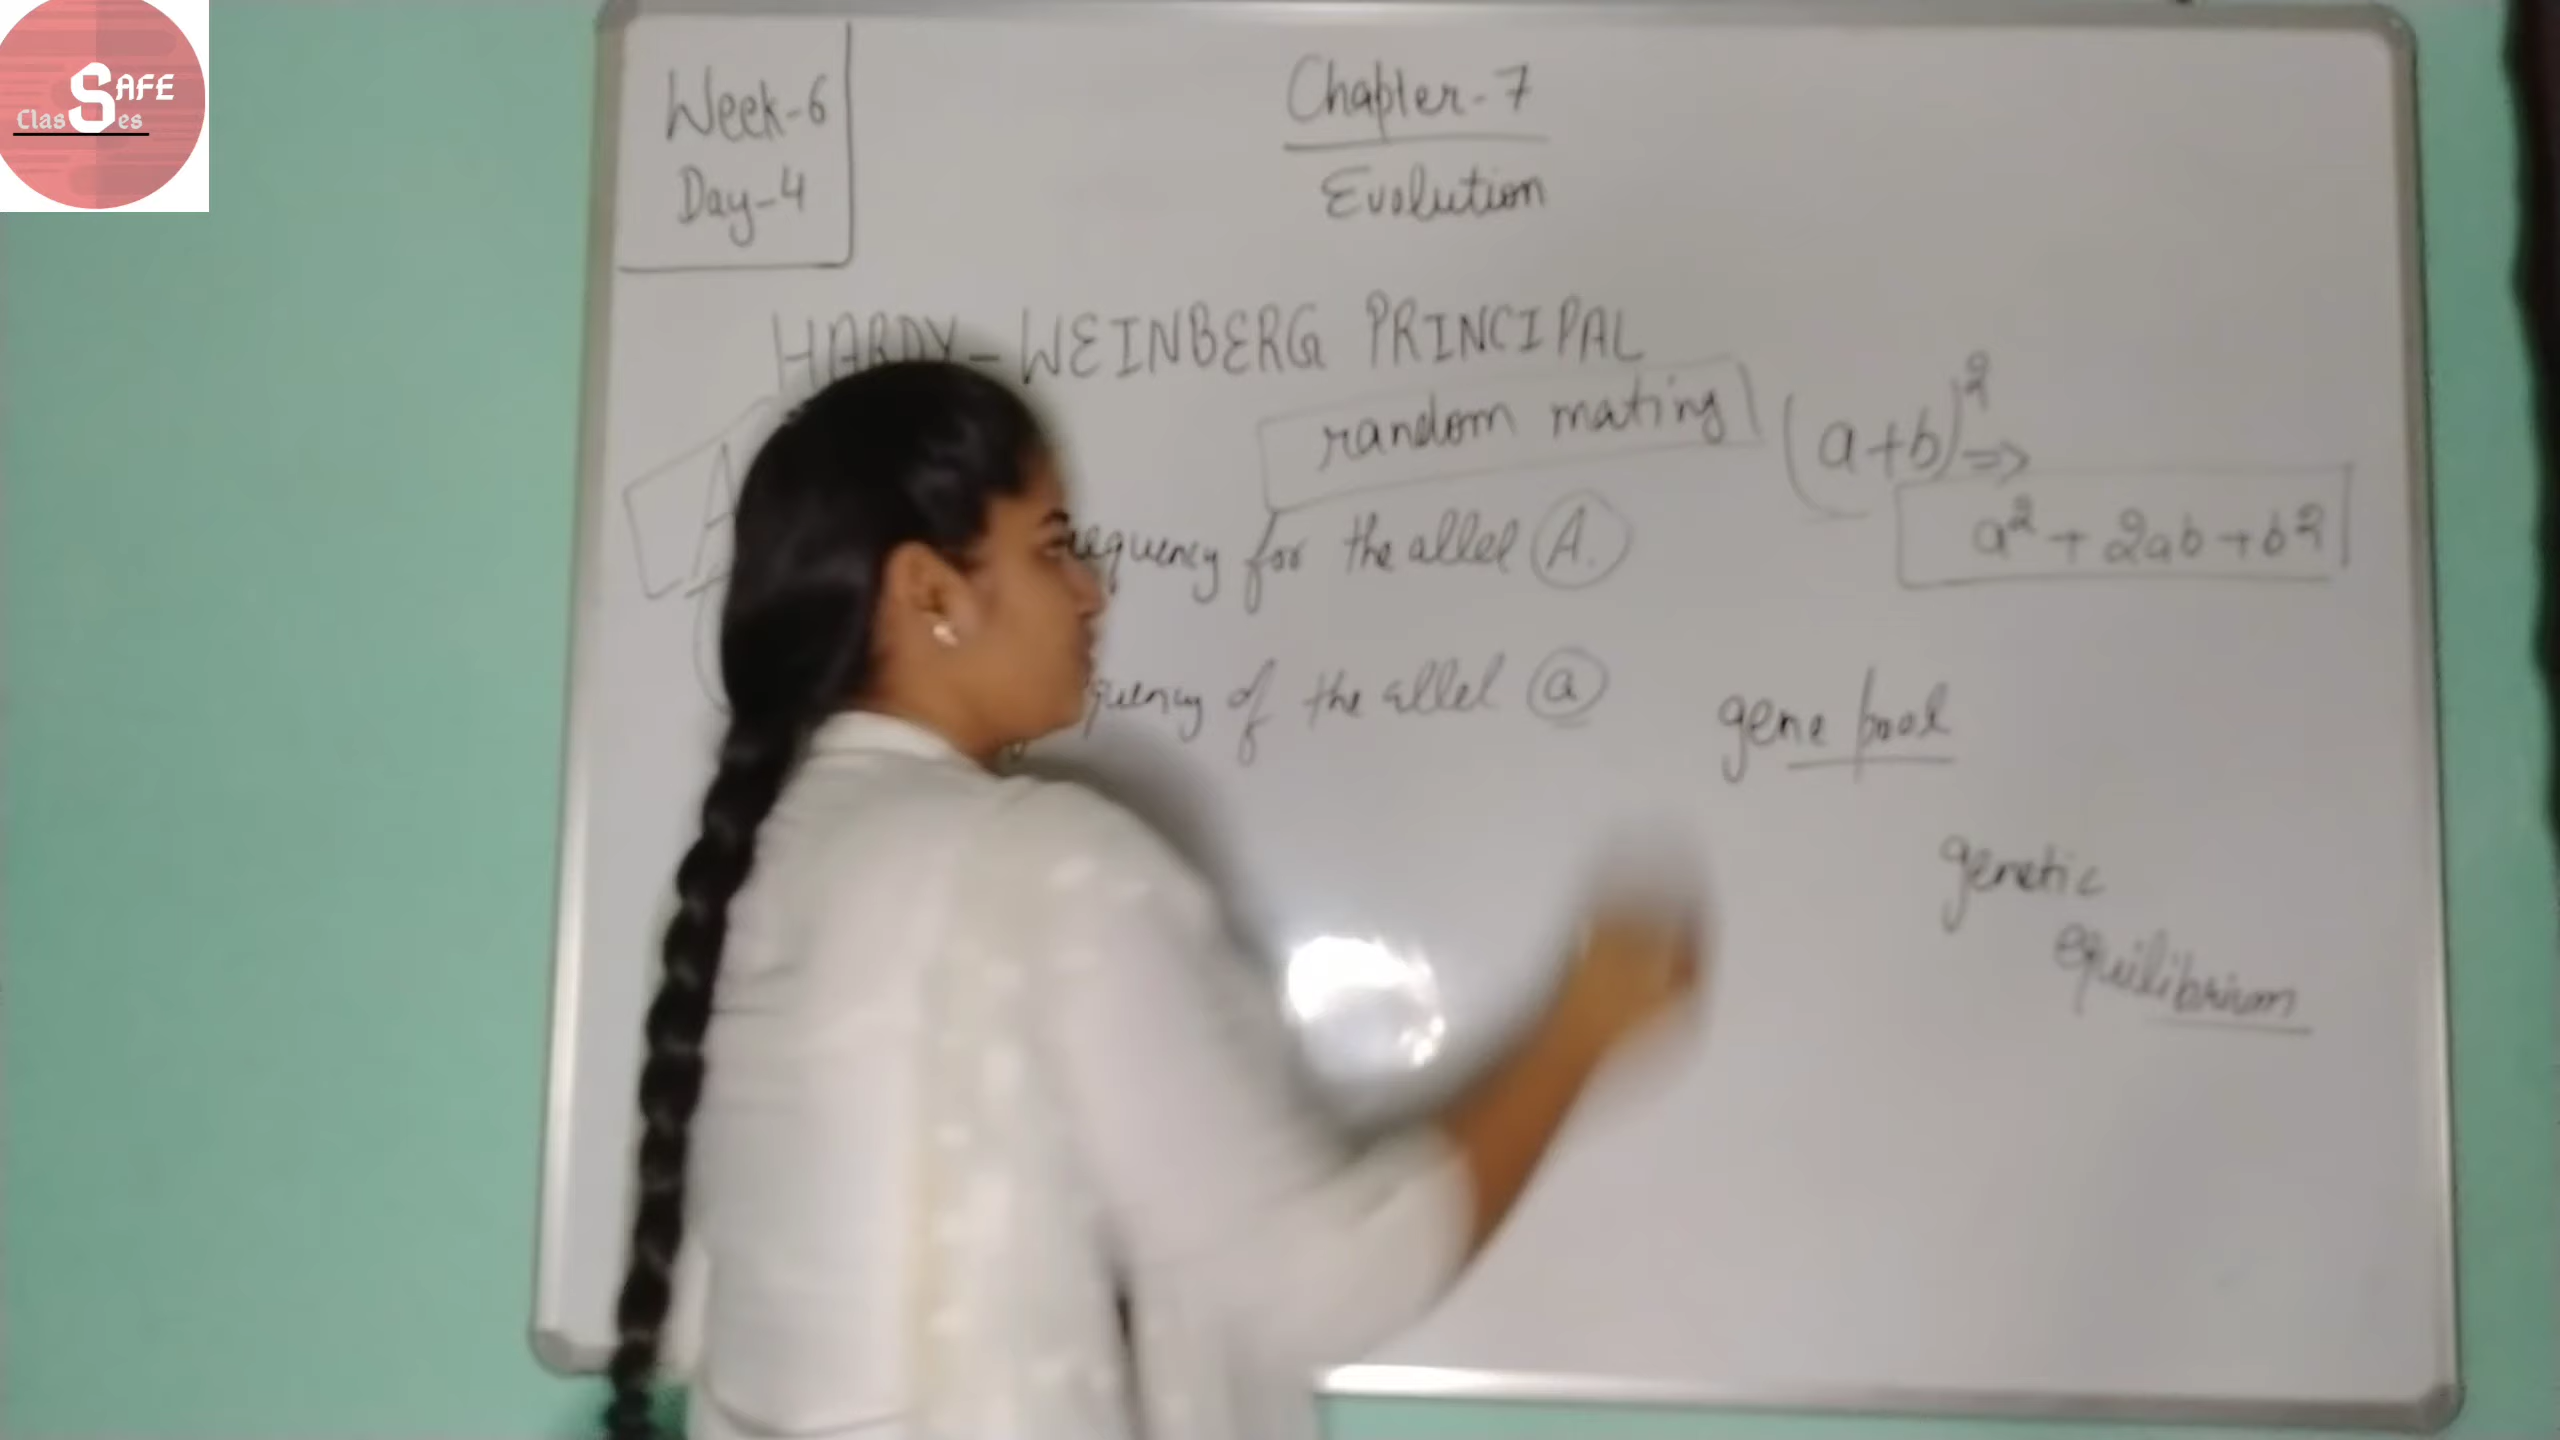 SAFE
Classes
Week-6
Day-4
Chapter-7
Evolution
HARDY-WEINBERG PRINCIPAL
random mating
(a+b)² ⇒
a² + 2ab + b²
for the allel A.
of the allel a
gene pool
genetic
equilibrium